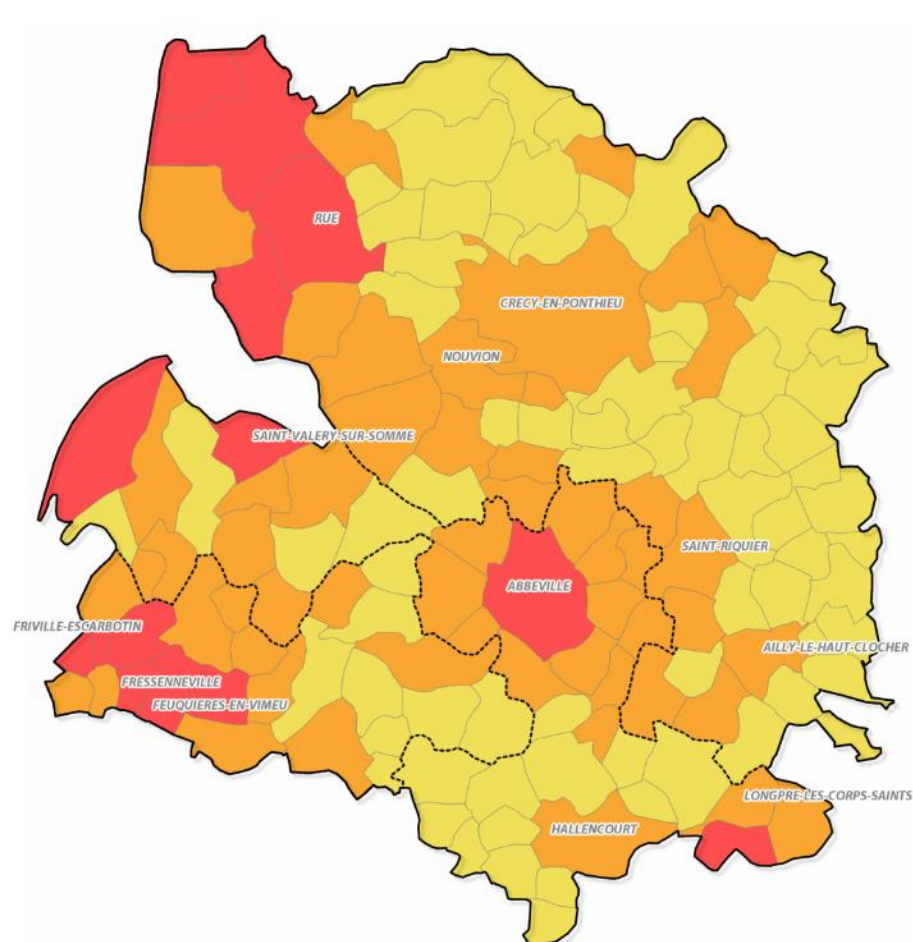 RUE
CRECY-EN-PONTHIEU
NOUVION
SAINT-VALERY-SUR-SOMME
SAINT-RIQUIER
ABBEVILLE
FRIVILLE-ESCARBOTIN
AILLY-LE-HAUT-CLOCHER
FRESSENNEVILLE
FEUQUIERES-EN-VIMEU
LONGPRE-LES-CORPS-SAINTS
HALLENCOURT